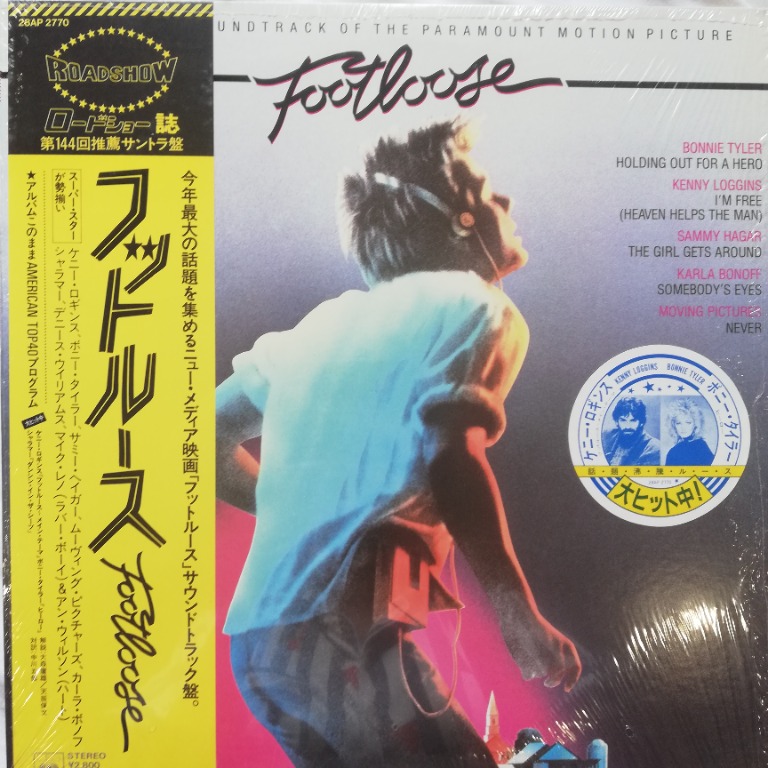 28AP 2770
ROADSHOW
ロードショー誌
第144回推薦サントラ盤
今年最大の話題を集めるニュー・メディア映画「フットルース」サウンドトラック盤。
フットルース
footloose
スーパー・スター
が勢揃い
ケニー・ロギンス、ボニー・タイラー、サミー・ヘイガー、ムーヴィング・ピクチャーズ、カーラ・ボノフ
シャラマー、デニース・ウィリアムス、マイク・レノ(ラバー・ボーイ)&アン・ウィルソン(ハート)
★アルバムこのままAMERICAN TOP40プログラム
STEREO
¥2,800
UNDTRACK OF THE PARAMOUNT MOTION PICTURE
Footloose
BONNIE TYLER
HOLDING OUT FOR A HERO
KENNY LOGGINS
I'M FREE
(HEAVEN HELPS THE MAN)
SAMMY HAGAR
THE GIRL GETS AROUND
KARLA BONOFF
SOMEBODY'S EYES
MOVING PICTURES
NEVER
KENNY LOGGINS BONNIE TYLER
ケニー・ロギンス ボニー・タイラー
話・題・沸・騰・ル・ー・ス
大ヒット中!